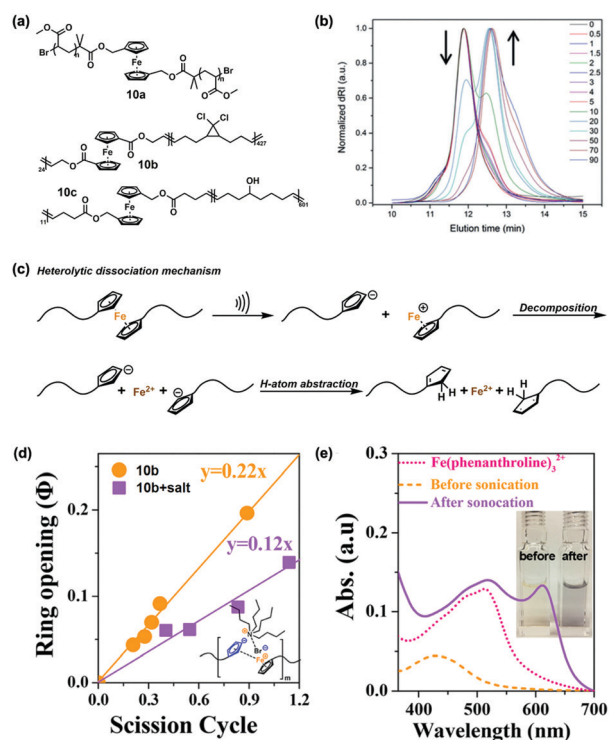 (a)
O
O
Br
n
O
O
Fe
O
O
Br
n
O
O
10a
Cl Cl
O
O
427
Fe
O
O
24
10b
10c
O
O
OH
601
Fe
O
O
11
(b)
Normalized dRI (a.u.)
1.0
0.8
0.6
0.4
0.2
0.0
10 11 12 13 14 15
Elution time (min)
0
0.5
1
1.5
2
2.5
3
4
5
10
20
30
50
70
90
(c)
Heterolytic dissociation mechanism
Fe
⊖
+
Fe
⊕
Decomposition
⊖
+ Fe2+ +
⊖
H-atom abstraction
H
H
+ Fe2+ +
H
H
(d)
Ring opening (Φ)
0.3
0.2
0.1
0.0
10b
10b+salt
y=0.22x
y=0.12x
N
⊕
Br
⊖
⊖
Fe
⊕
m
0.0 0.3 0.6 0.9 1.2
Scission Cycle
(e)
Abs. (a.u)
0.3
0.2
0.1
0.0
Fe(phenanthroline)₃²⁺
Before sonication
After sonocation
before after
400 500 600 700
Wavelength (nm)